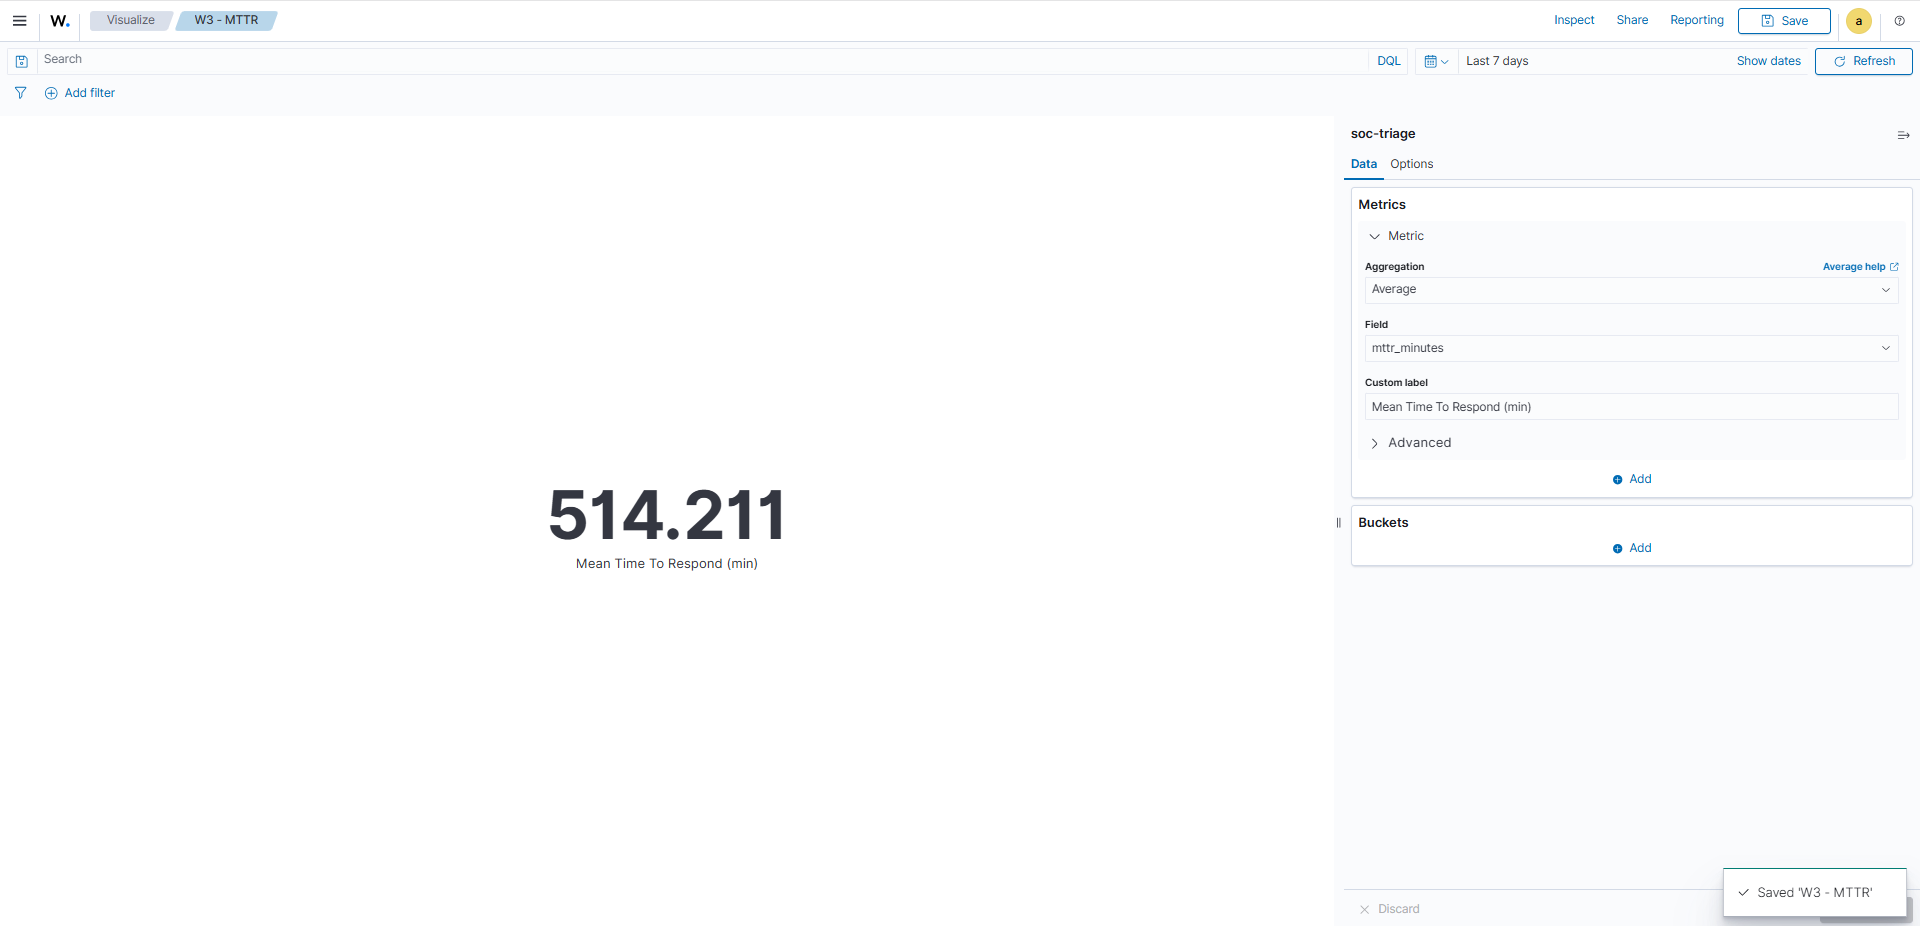 W. Visualize W3 - MTTR Inspect Share Reporting Save a
Search DQL Last 7 days Show dates Refresh
Add filter
soc-triage
Data Options
Metrics
Metric
Aggregation Average help
Average
Field
mttr_minutes
Custom label
Mean Time To Respond (min)
Advanced
Add
Buckets
Add
514.211
Mean Time To Respond (min)
Discard
Saved 'W3 - MTTR'